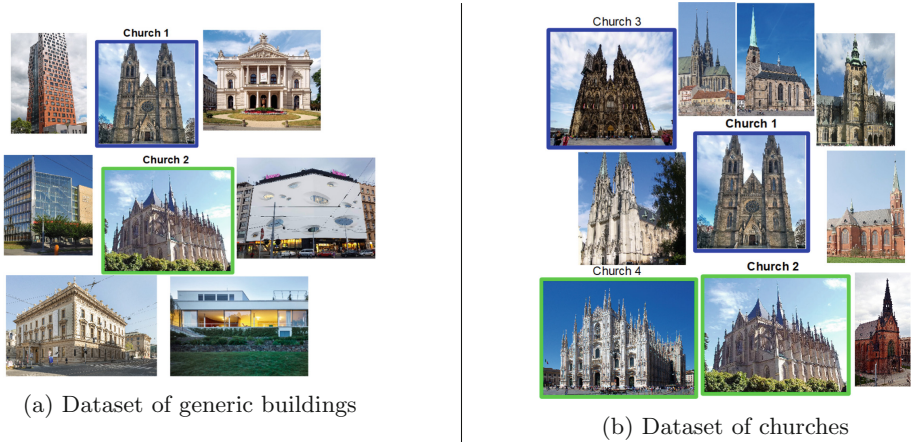 Church 1
Church 2
(a) Dataset of generic buildings
Church 3
Church 1
Church 4
Church 2
(b) Dataset of churches